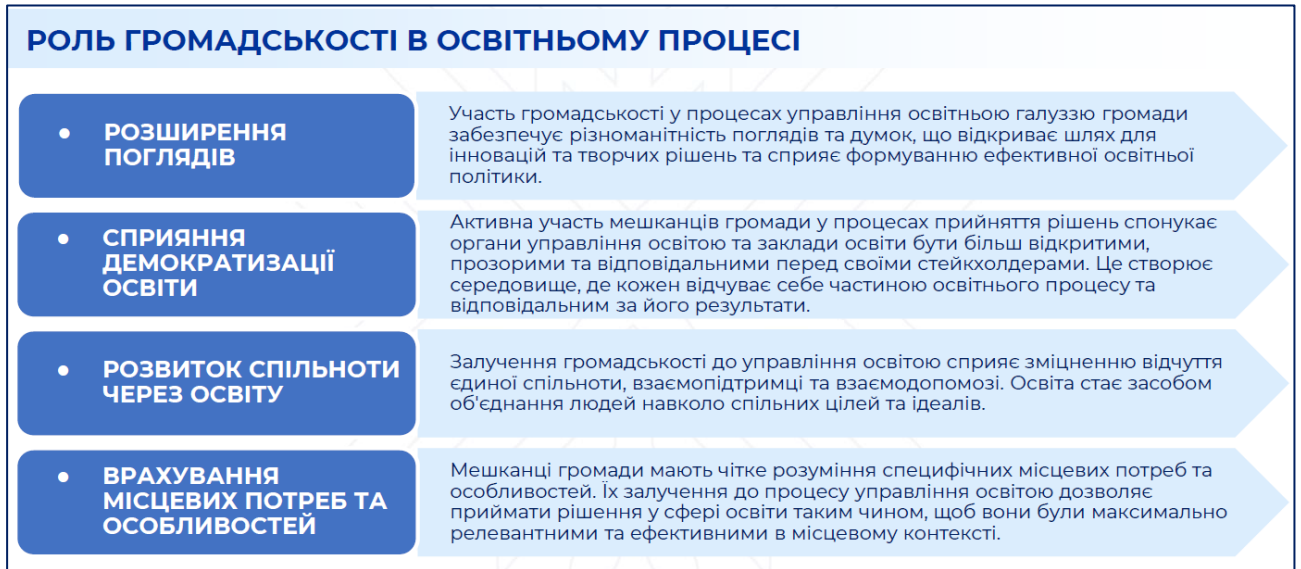 РОЛЬ ГРОМАДСЬКОСТІ В ОСВІТНЬОМУ ПРОЦЕСІ
● РОЗШИРЕННЯ
ПОГЛЯДІВ
Участь громадськості у процесах управління освітньою галуззю громади
забезпечує різноманітність поглядів та думок, що відкриває шлях для
інновацій та творчих рішень та сприяє формуванню ефективної освітньої
політики.
● СПРИЯННЯ
ДЕМОКРАТИЗАЦІЇ
ОСВІТИ
Активна участь мешканців громади у процесах прийняття рішень спонукає
органи управління освітою та заклади освіти бути більш відкритими,
прозорими та відповідальними перед своїми стейкхолдерами. Це створює
середовище, де кожен відчуває себе частиною освітнього процесу та
відповідальним за його результати.
● РОЗВИТОК СПІЛЬНОТИ
ЧЕРЕЗ ОСВІТУ
Залучення громадськості до управління освітою сприяє зміцненню відчуття
єдиної спільноти, взаємопідтримці та взаємодопомозі. Освіта стає засобом
об'єднання людей навколо спільних цілей та ідеалів.
● ВРАХУВАННЯ
МІСЦЕВИХ ПОТРЕБ ТА
ОСОБЛИВОСТЕЙ
Мешканці громади мають чітке розуміння специфічних місцевих потреб та
особливостей. Їх залучення до процесу управління освітою дозволяє
приймати рішення у сфері освіти таким чином, щоб вони були максимально
релевантними та ефективними в місцевому контексті.